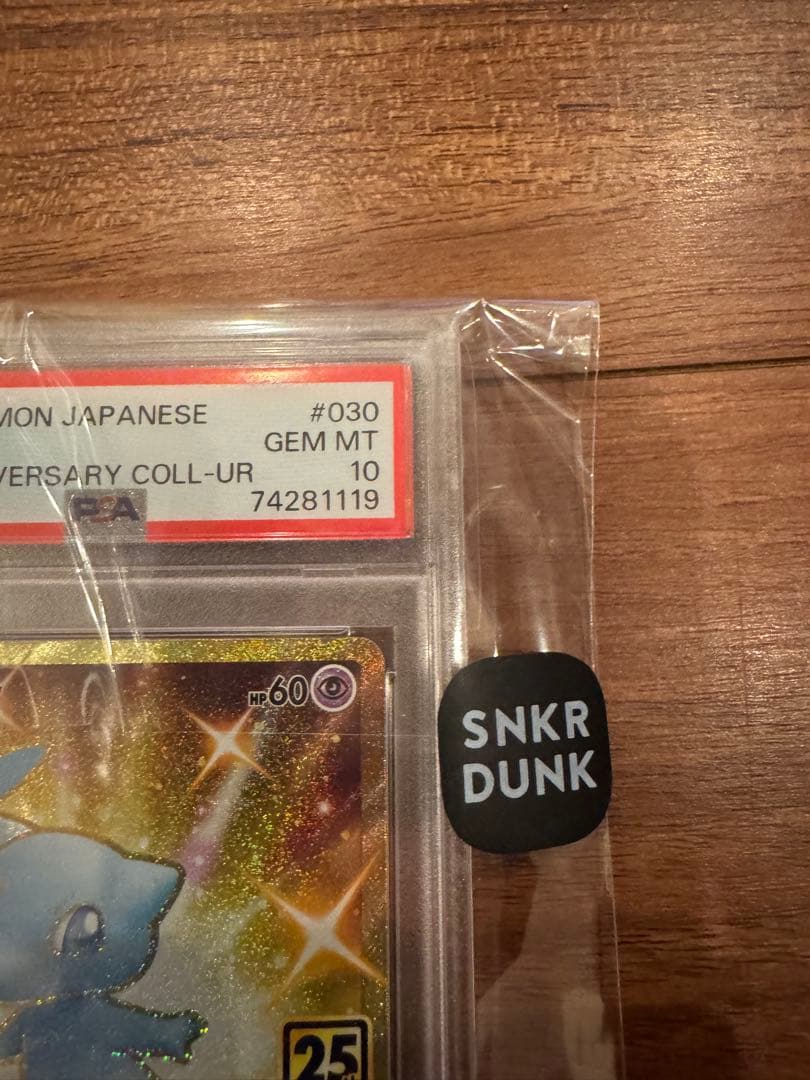 MON JAPANESE #030
GEM MT
VERSARY COLL-UR 10
PSA 74281119
HP60
SNKR
DUNK
25